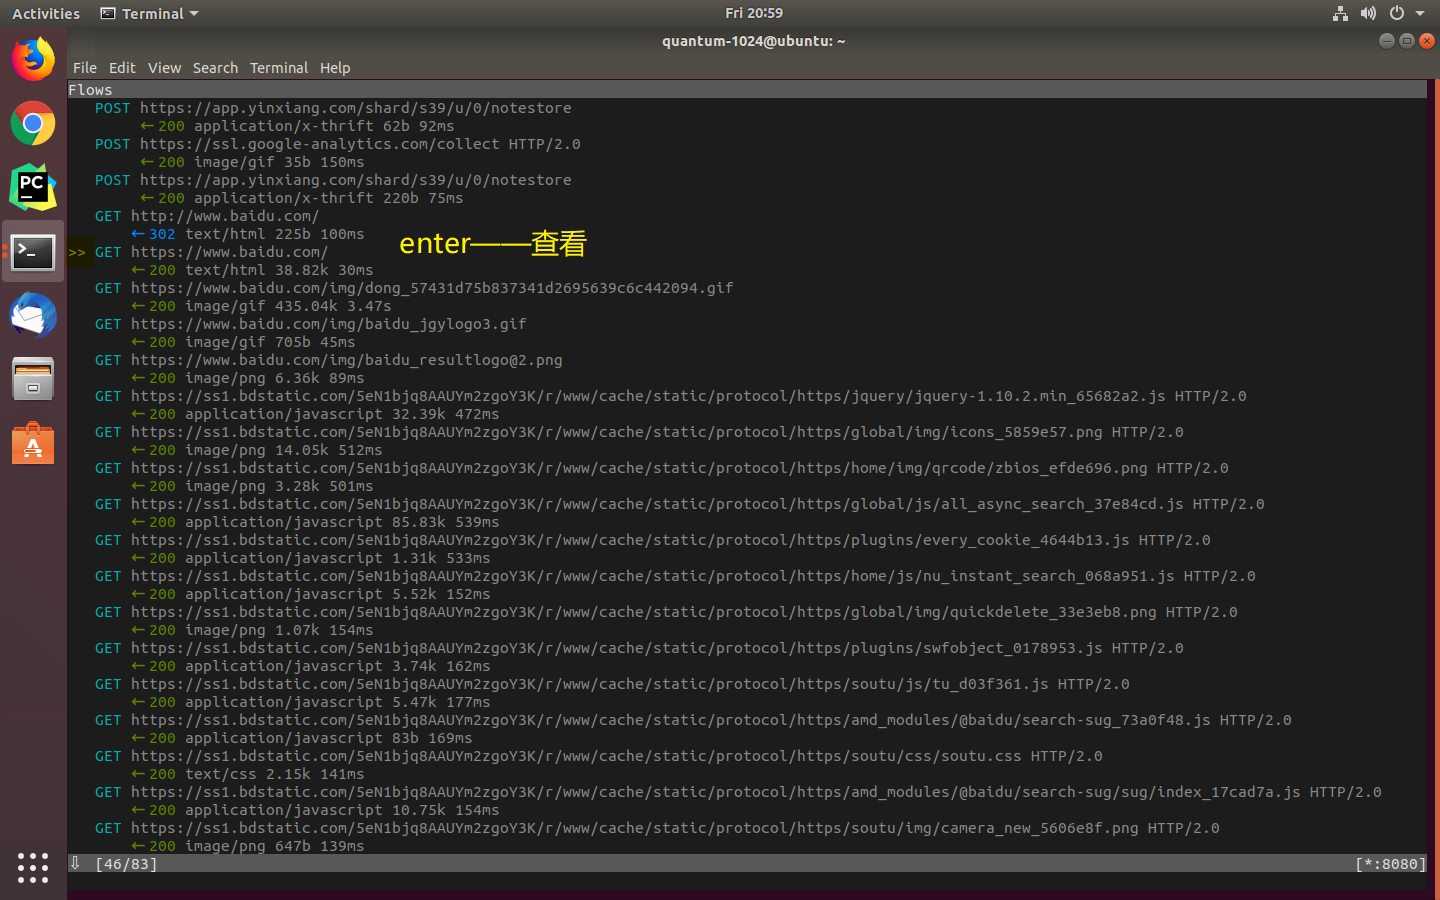 Activities Terminal Fri 20:59
quantum-1024@ubuntu: ~
File Edit View Search Terminal Help
Flows
POST https://app.yinxiang.com/shard/s39/u/0/notestore
←200 application/x-thrift 62b 92ms
POST https://ssl.google-analytics.com/collect HTTP/2.0
←200 image/gif 35b 150ms
POST https://app.yinxiang.com/shard/s39/u/0/notestore
←200 application/x-thrift 220b 75ms
GET http://www.baidu.com/
←302 text/html 225b 100ms
enter——查看
>> GET https://www.baidu.com/
←200 text/html 38.82k 30ms
GET https://www.baidu.com/img/dong_57431d75b837341d2695639c6c442094.gif
←200 image/gif 435.04k 3.47s
GET https://www.baidu.com/img/baidu_jgylogo3.gif
←200 image/gif 705b 45ms
GET https://www.baidu.com/img/baidu_resultlogo@2.png
←200 image/png 6.36k 89ms
GET https://ss1.bdstatic.com/5eN1bjq8AAUYm2zgoY3K/r/www/cache/static/protocol/https/jquery/jquery-1.10.2.min_65682a2.js HTTP/2.0
←200 application/javascript 32.39k 472ms
GET https://ss1.bdstatic.com/5eN1bjq8AAUYm2zgoY3K/r/www/cache/static/protocol/https/global/img/icons_5859e57.png HTTP/2.0
←200 image/png 14.05k 512ms
GET https://ss1.bdstatic.com/5eN1bjq8AAUYm2zgoY3K/r/www/cache/static/protocol/https/home/img/qrcode/zbios_efde696.png HTTP/2.0
←200 image/png 3.28k 501ms
GET https://ss1.bdstatic.com/5eN1bjq8AAUYm2zgoY3K/r/www/cache/static/protocol/https/global/js/all_async_search_37e84cd.js HTTP/2.0
←200 application/javascript 85.83k 539ms
GET https://ss1.bdstatic.com/5eN1bjq8AAUYm2zgoY3K/r/www/cache/static/protocol/https/plugins/every_cookie_4644b13.js HTTP/2.0
←200 application/javascript 1.31k 533ms
GET https://ss1.bdstatic.com/5eN1bjq8AAUYm2zgoY3K/r/www/cache/static/protocol/https/home/js/nu_instant_search_068a951.js HTTP/2.0
←200 application/javascript 5.52k 152ms
GET https://ss1.bdstatic.com/5eN1bjq8AAUYm2zgoY3K/r/www/cache/static/protocol/https/global/img/quickdelete_33e3eb8.png HTTP/2.0
←200 image/png 1.07k 154ms
GET https://ss1.bdstatic.com/5eN1bjq8AAUYm2zgoY3K/r/www/cache/static/protocol/https/plugins/swfobject_0178953.js HTTP/2.0
←200 application/javascript 3.74k 162ms
GET https://ss1.bdstatic.com/5eN1bjq8AAUYm2zgoY3K/r/www/cache/static/protocol/https/soutu/js/tu_d03f361.js HTTP/2.0
←200 application/javascript 5.47k 177ms
GET https://ss1.bdstatic.com/5eN1bjq8AAUYm2zgoY3K/r/www/cache/static/protocol/https/amd_modules/@baidu/search-sug_73a0f48.js HTTP/2.0
←200 application/javascript 83b 169ms
GET https://ss1.bdstatic.com/5eN1bjq8AAUYm2zgoY3K/r/www/cache/static/protocol/https/soutu/css/soutu.css HTTP/2.0
←200 text/css 2.15k 141ms
GET https://ss1.bdstatic.com/5eN1bjq8AAUYm2zgoY3K/r/www/cache/static/protocol/https/amd_modules/@baidu/search-sug/sug/index_17cad7a.js HTTP/2.0
←200 application/javascript 10.75k 154ms
GET https://ss1.bdstatic.com/5eN1bjq8AAUYm2zgoY3K/r/www/cache/static/protocol/https/soutu/img/camera_new_5606e8f.png HTTP/2.0
←200 image/png 647b 139ms
⇩ [46/83] [*:8080]
PC